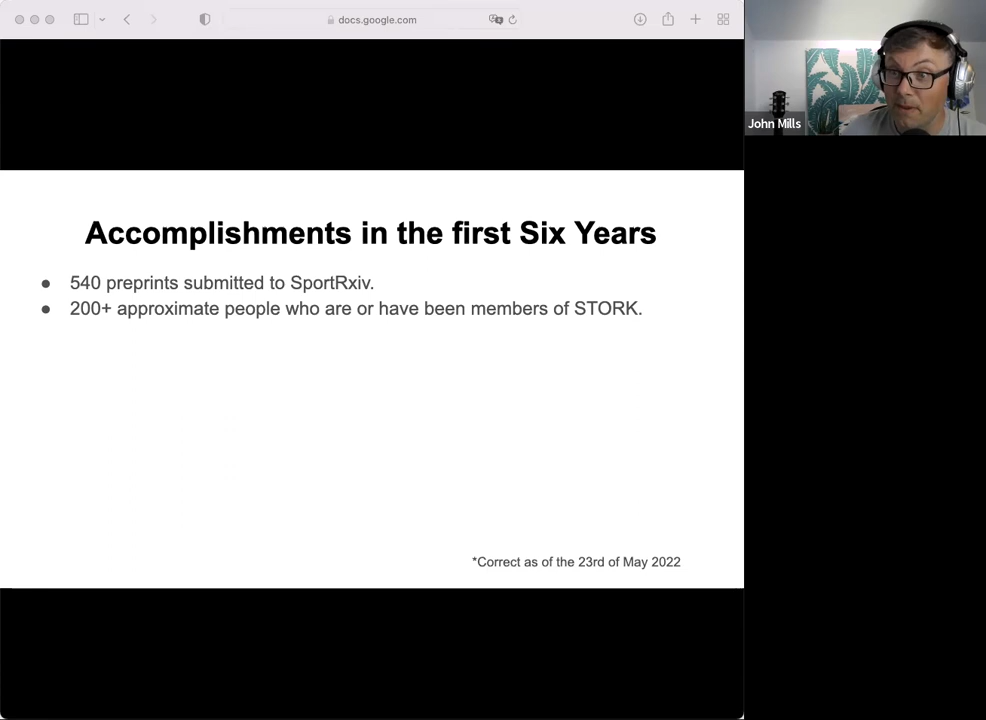 docs.google.com
John Mills
Accomplishments in the first Six Years
● 540 preprints submitted to SportRxiv.
● 200+ approximate people who are or have been members of STORK.
*Correct as of the 23rd of May 2022